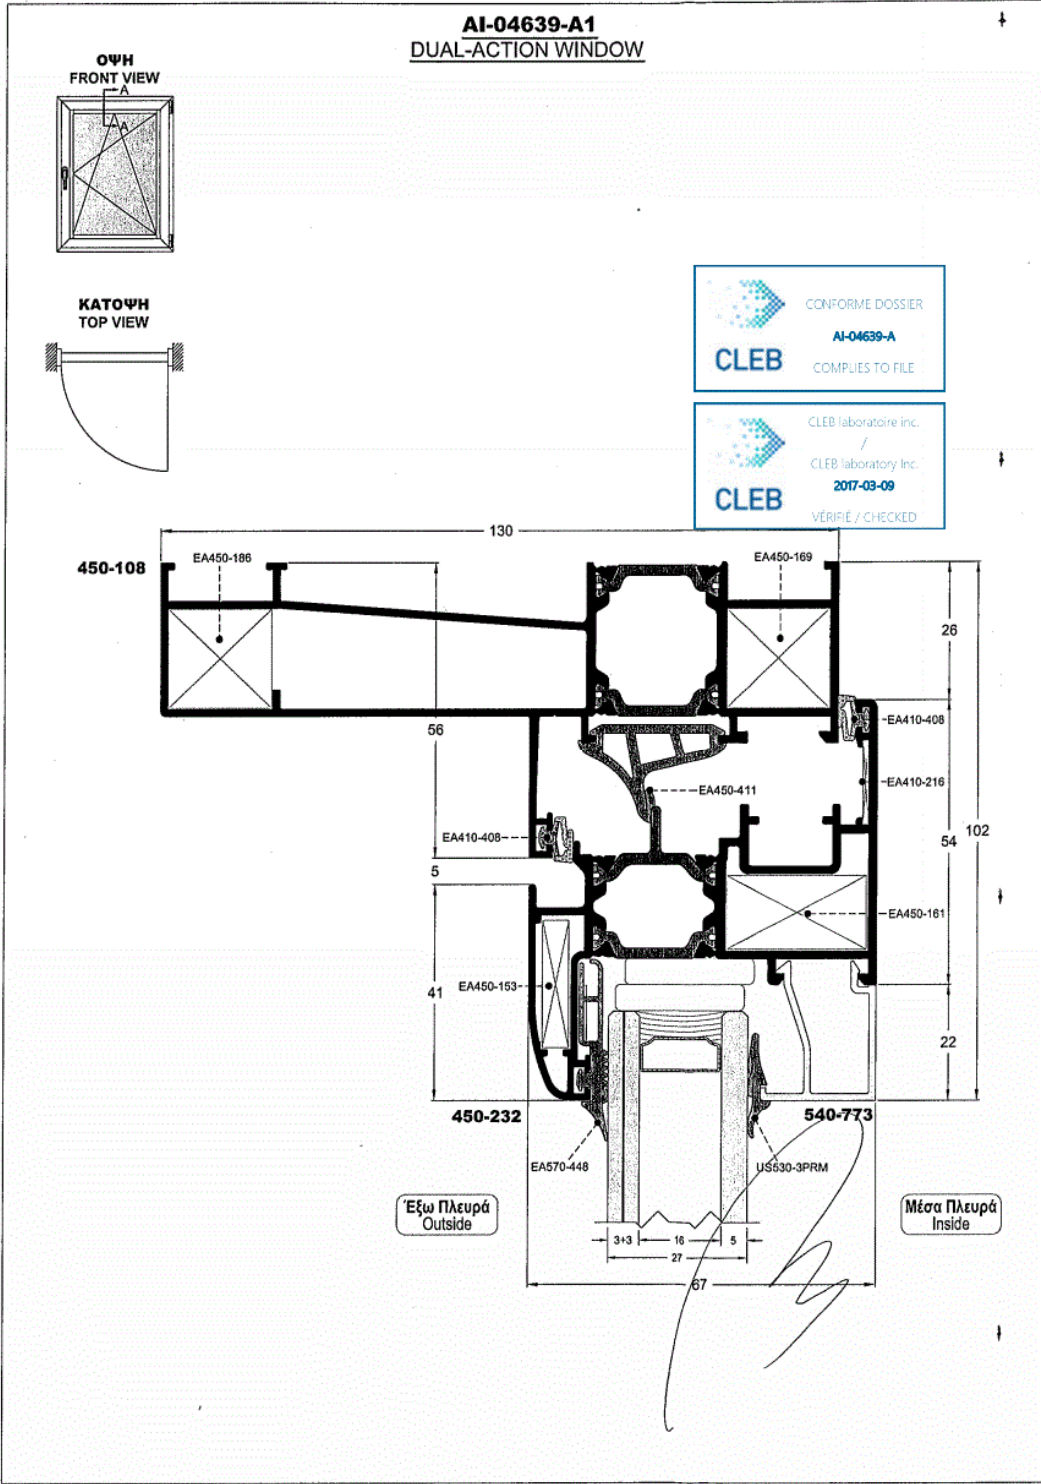 AI-04639-A1
DUAL-ACTION WINDOW
ΟΨΗ
FRONT VIEW
A
A
ΚΑΤΟΨΗ
TOP VIEW
CONFORME DOSSIER
AI-04639-A
COMPLIES TO FILE
CLEB
CLEB laboratoire inc.
/
CLEB laboratory Inc.
2017-03-09
VÉRIFIÉ / CHECKED
CLEB
130
450-108
EA450-186
EA450-169
26
56
EA410-408
EA410-216
EA450-411
EA410-408
54
102
5
EA450-161
EA450-153
41
22
450-232
540-773
EA570-448
US530-3PRM
Έξω Πλευρά
Outside
Μέσα Πλευρά
Inside
3+3
16
5
27
67